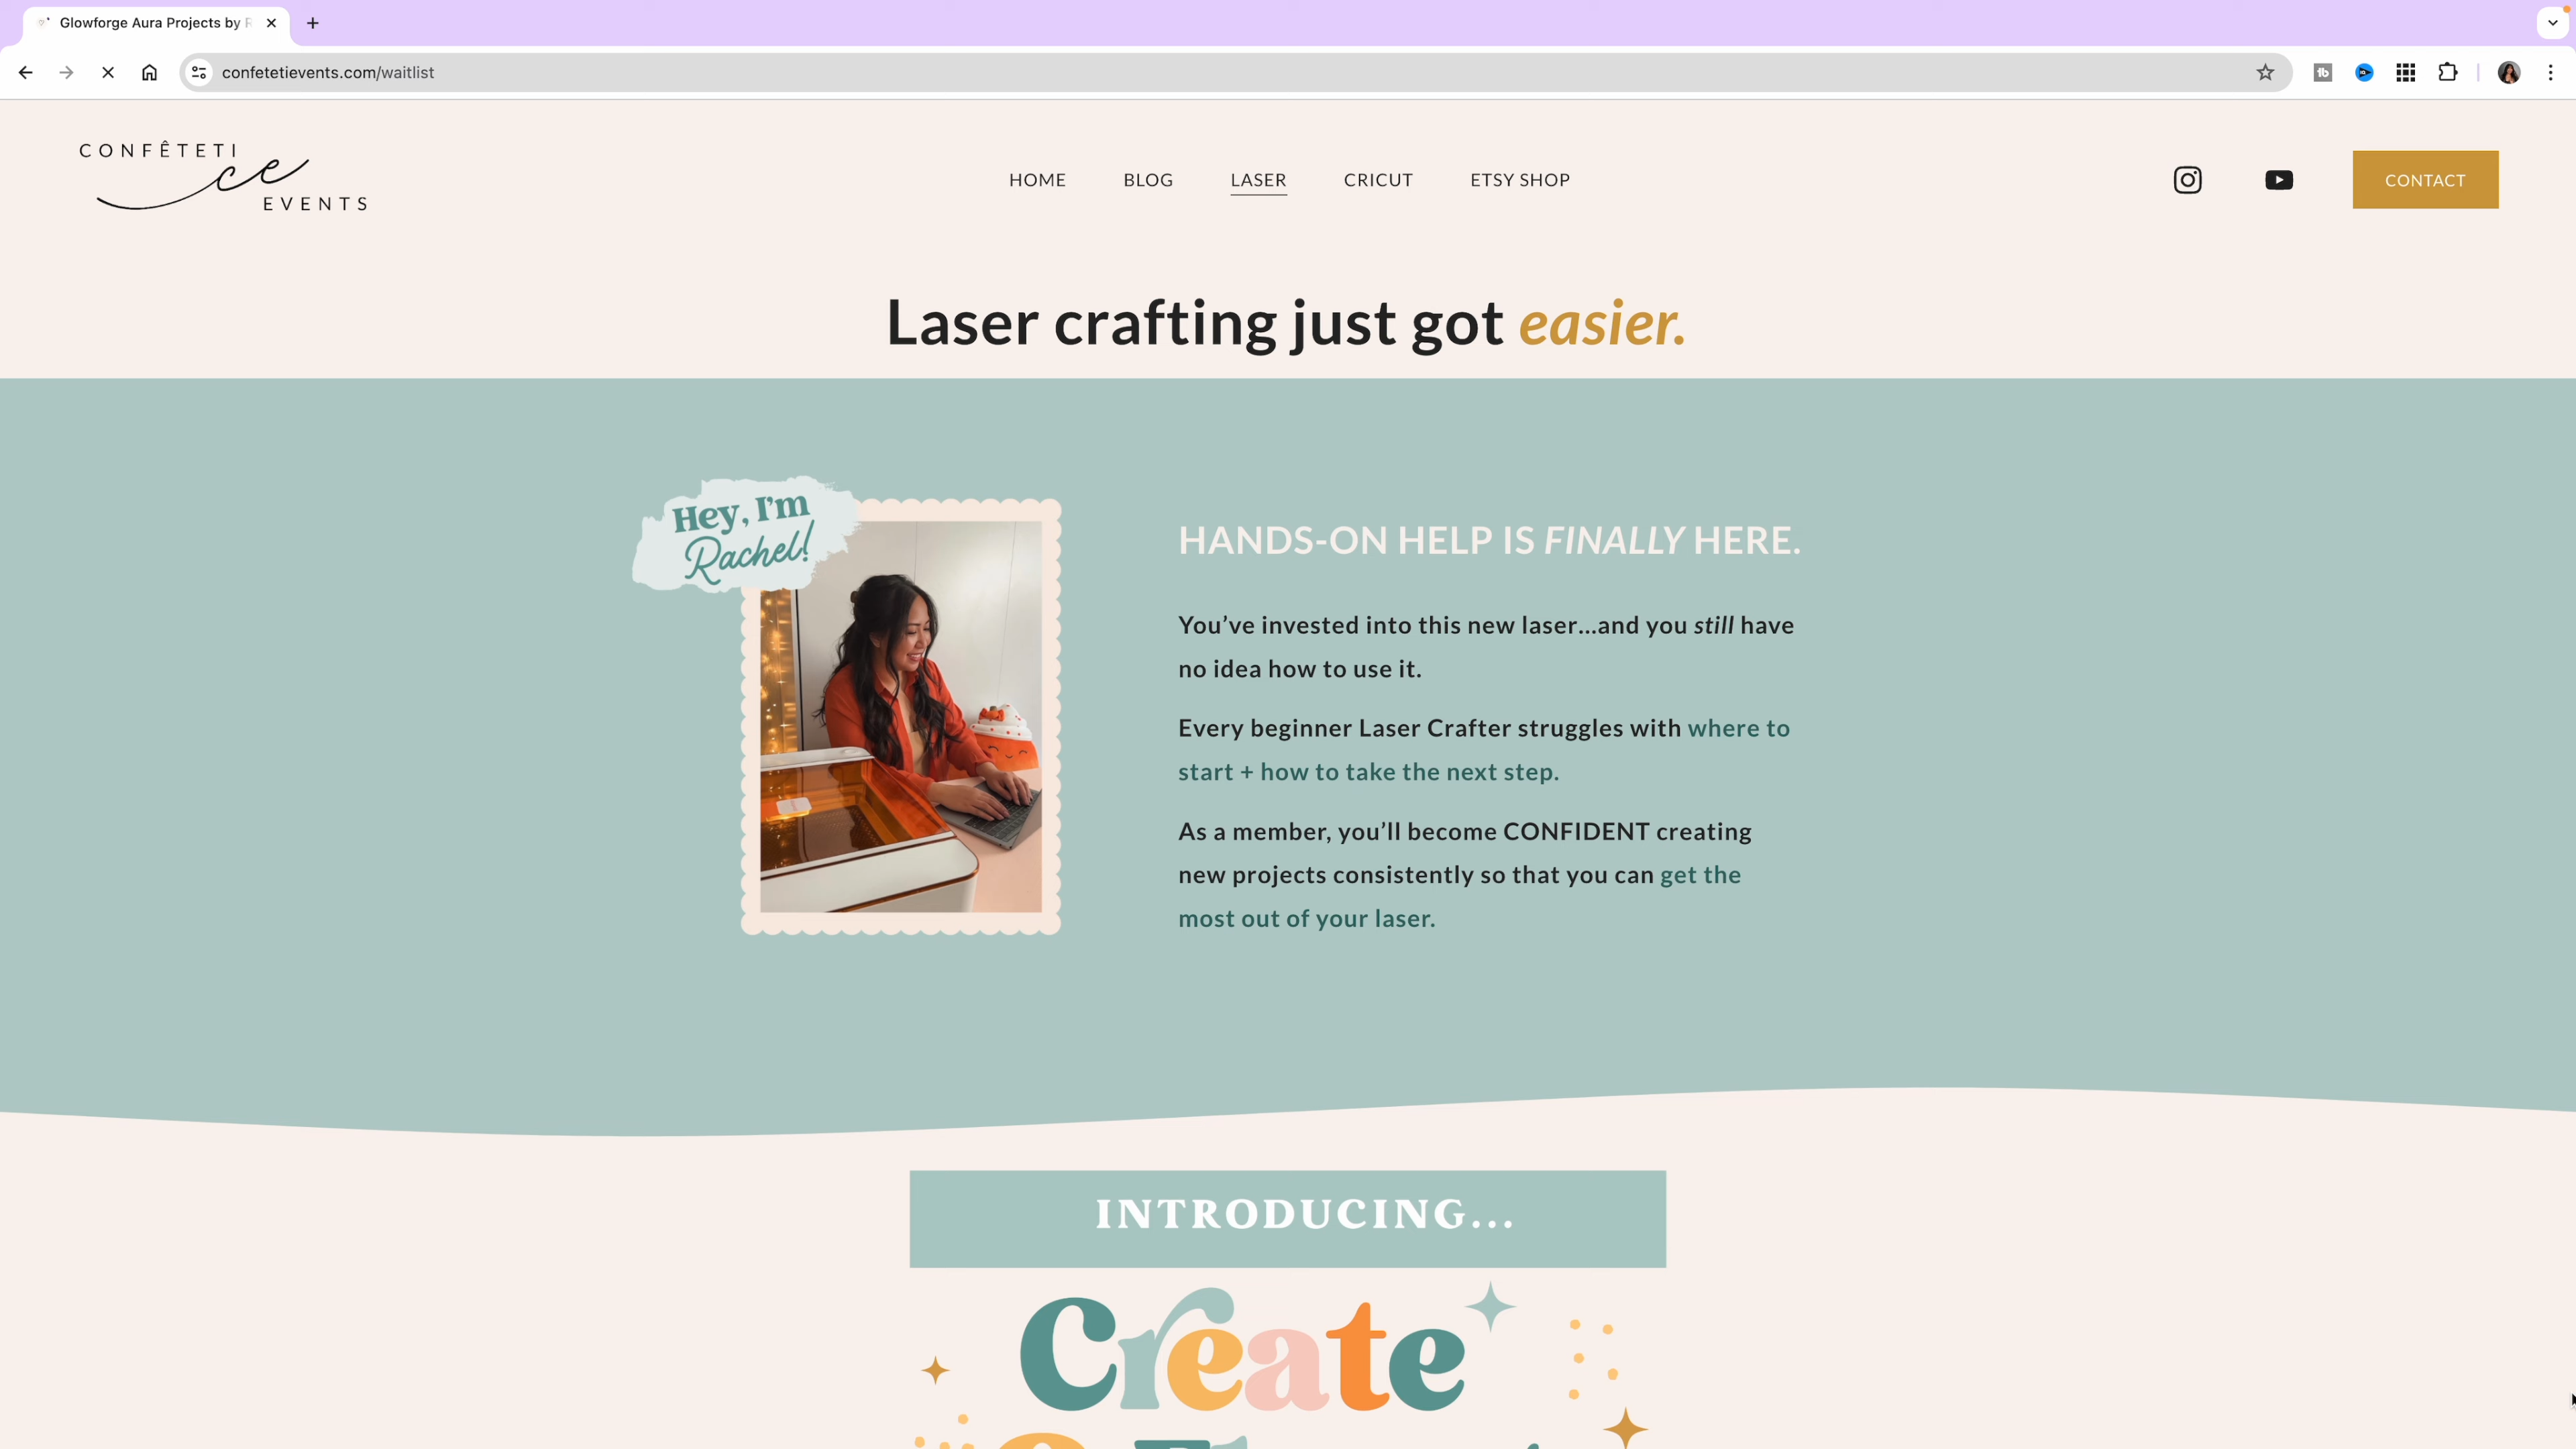 Glowforge Aura Projects by
confetetievents.com/waitlist
CONFÊTETI
ce
EVENTS
HOME BLOG LASER CRICUT ETSY SHOP
CONTACT
Laser crafting just got easier.
Hey, I'm
Rachel!
HANDS-ON HELP IS FINALLY HERE.
You’ve invested into this new laser...and you still have
no idea how to use it.
Every beginner Laser Crafter struggles with where to
start + how to take the next step.
As a member, you’ll become CONFIDENT creating
new projects consistently so that you can get the
most out of your laser.
INTRODUCING...
Create